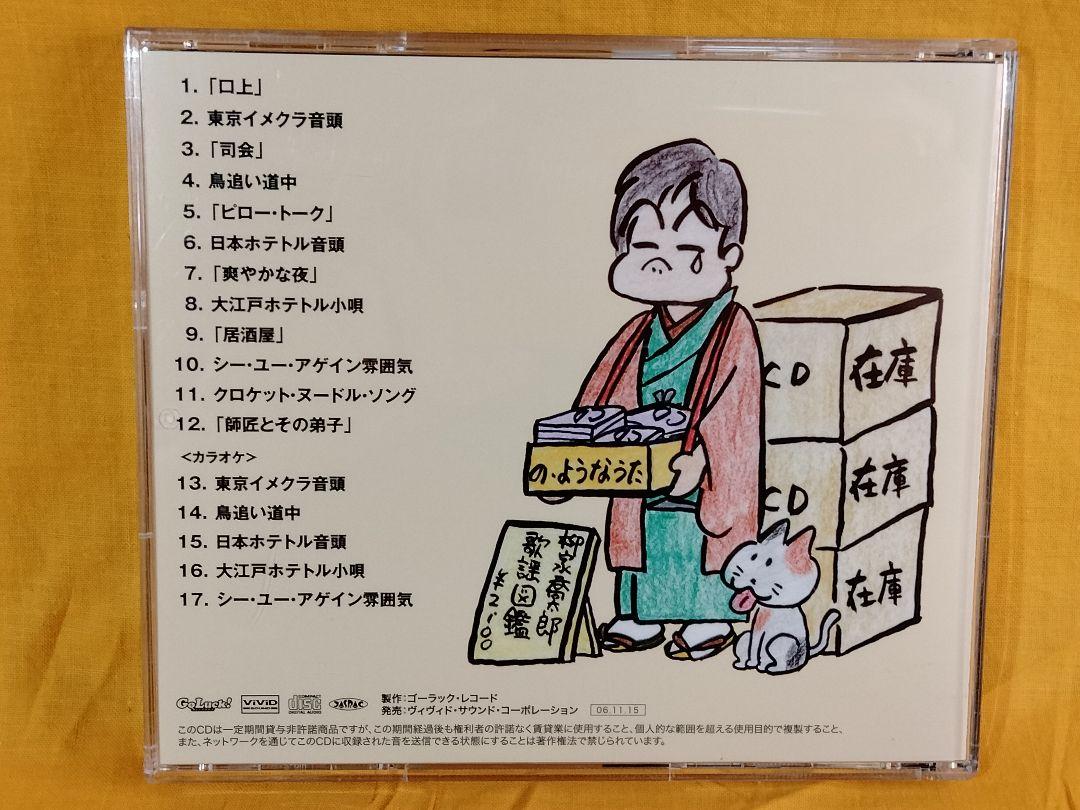 1. 「口上」
2. 東京イメクラ音頭
3. 「司会」
4. 鳥追い道中
5. 「ピロー・トーク」
6. 日本ホテトル音頭
7. 「爽やかな夜」
8. 大江戸ホテトル小唄
9. 「居酒屋」
10. シー・ユー・アゲイン雰囲気
11. クロケット・ヌードル・ソング
12. 「師匠とその弟子」
<カラオケ>
13. 東京イメクラ音頭
14. 鳥追い道中
15. 日本ホテトル音頭
16. 大江戸ホテトル小唄
17. シー・ユー・アゲイン雰囲気
の
の
の・ようなうた
CD 在庫
在庫
CD
在庫
柳家喬太郎
歌謡図鑑
¥2100
GoLuck!
ViViD
SOUND
COMPACT
disc
DIGITAL AUDIO
JASRAC
製作:ゴーラック・レコード
発売:ヴィヴィド・サウンド・コーポレーション 06.11.15
このCDは一定期間貸与非許諾商品ですが、この期間経過後も権利者の許諾なく賃貸業に使用すること、個人的な範囲を超える使用目的で複製すること、
また、ネットワークを通じてこのCDに収録された音を送信できる状態にすることは著作権法で禁じられています。